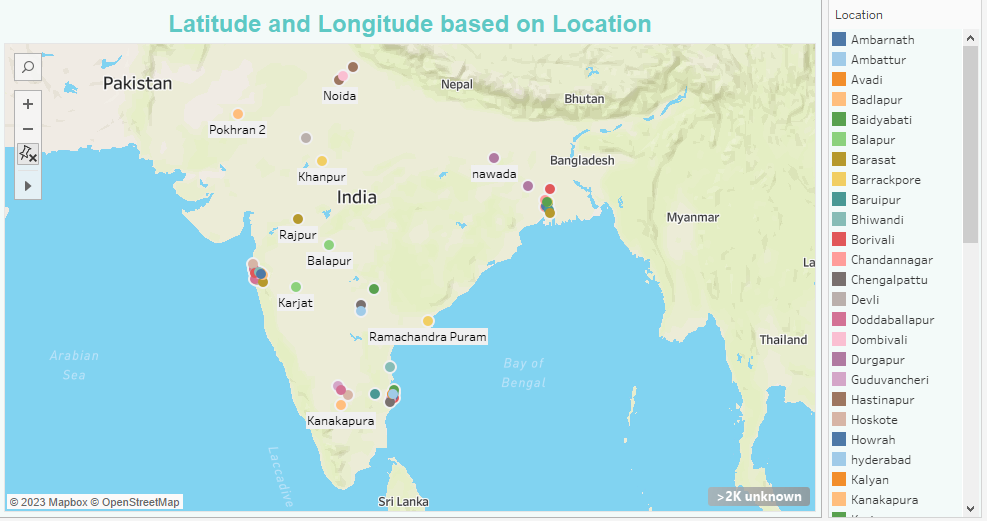 Latitude and Longitude based on Location
Pakistan
Nepal
Bhutan
Noida
Pokhran 2
Bangladesh
nawada
Khanpur
India
Myanmar
Rajpur
Balapur
La
Karjat
Ramachandra Puram
Thailand
Arabian
Sea
Bay of
Bengal
Kanakapura
Laccadive
Sri Lanka
>2K unknown
© 2023 Mapbox © OpenStreetMap
Location
Ambarnath
Ambattur
Avadi
Badlapur
Baidyabati
Balapur
Barasat
Barrackpore
Baruipur
Bhiwandi
Borivali
Chandannagar
Chengalpattu
Devli
Doddaballapur
Dombivali
Durgapur
Guduvancheri
Hastinapur
Hoskote
Howrah
hyderabad
Kalyan
Kanakapura